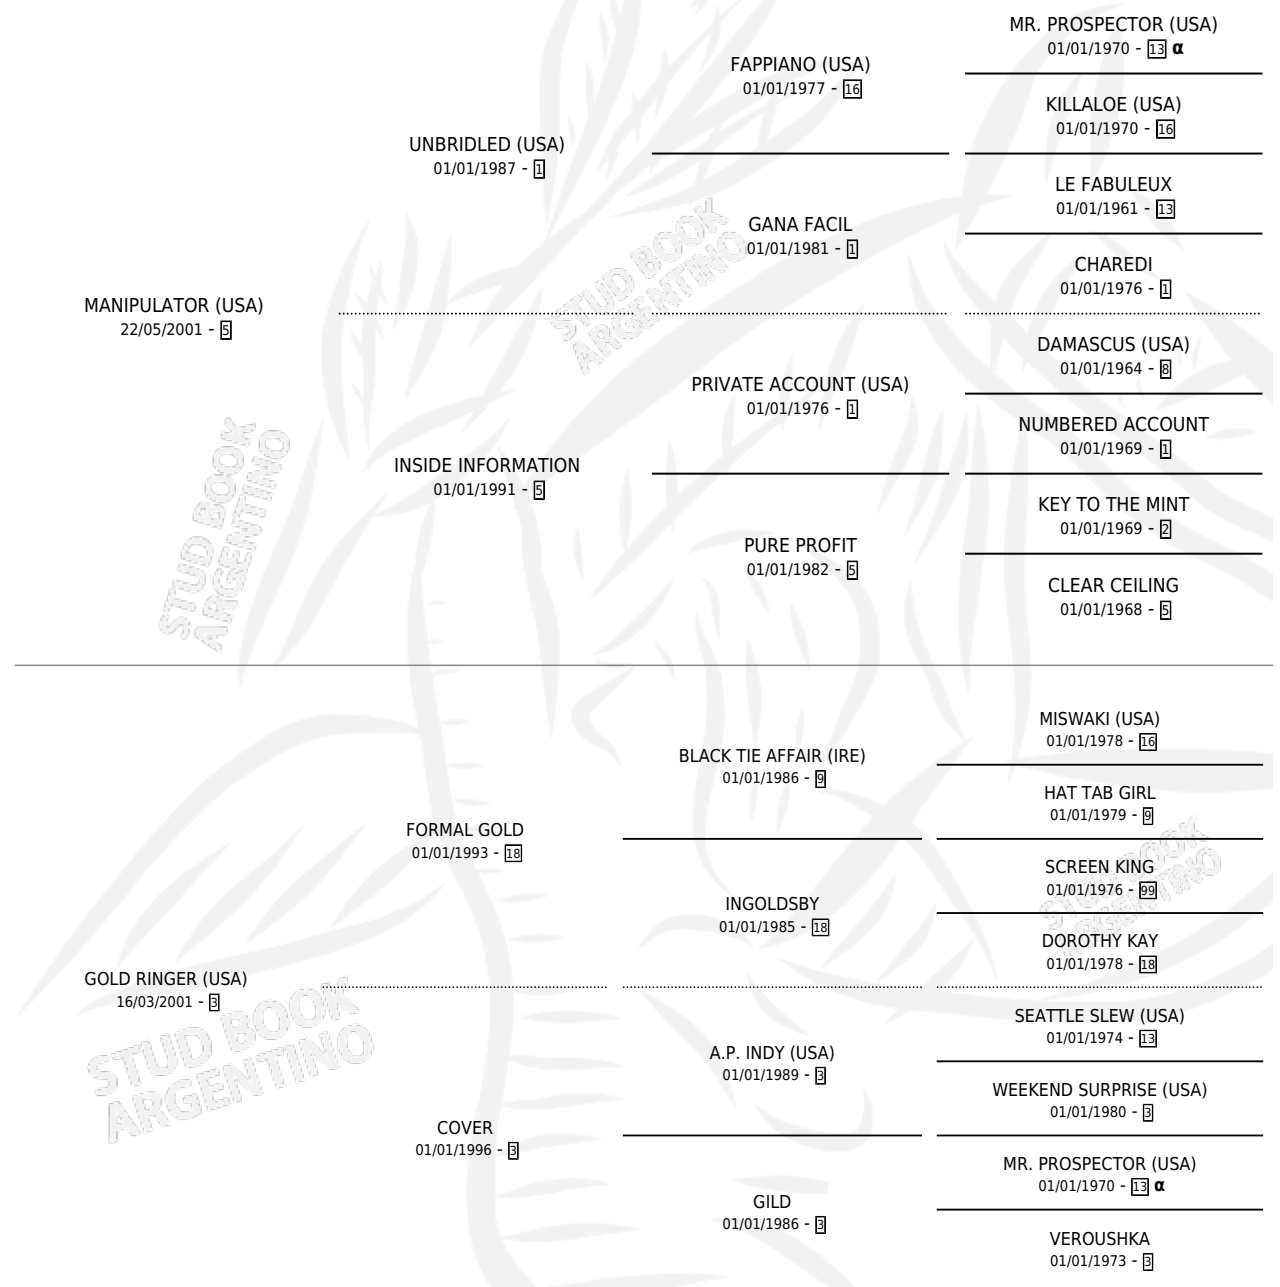 MR. PROSPECTOR (USA)
01/01/1970 - 13 α
FAPPIANO (USA)
01/01/1977 - 16
KILLALOE (USA)
01/01/1970 - 16
UNBRIDLED (USA)
01/01/1987 - 1
LE FABULEUX
01/01/1961 - 13
GANA FACIL
01/01/1981 - 1
CHAREDI
01/01/1976 - 1
MANIPULATOR (USA)
22/05/2001 - 5
STUD BOOK
ARGENTINO
DAMASCUS (USA)
01/01/1964 - 8
PRIVATE ACCOUNT (USA)
01/01/1976 - 1
NUMBERED ACCOUNT
01/01/1969 - 1
INSIDE INFORMATION
01/01/1991 - 5
KEY TO THE MINT
01/01/1969 - 2
PURE PROFIT
01/01/1982 - 5
CLEAR CEILING
01/01/1968 - 5
STUD BOOK
ARGENTINO
MISWAKI (USA)
01/01/1978 - 16
BLACK TIE AFFAIR (IRE)
01/01/1986 - 9
HAT TAB GIRL
01/01/1979 - 9
FORMAL GOLD
01/01/1993 - 18
SCREEN KING
01/01/1976 - 99
INGOLDSBY
01/01/1985 - 18
DOROTHY KAY
01/01/1978 - 18
STUD BOOK
ARGENTINO
GOLD RINGER (USA)
16/03/2001 - 3
STUD BOOK
ARGENTINO
SEATTLE SLEW (USA)
01/01/1974 - 13
A.P. INDY (USA)
01/01/1989 - 3
WEEKEND SURPRISE (USA)
01/01/1980 - 3
COVER
01/01/1996 - 3
MR. PROSPECTOR (USA)
01/01/1970 - 13 α
GILD
01/01/1986 - 3
VEROUSHKA
01/01/1973 - 3